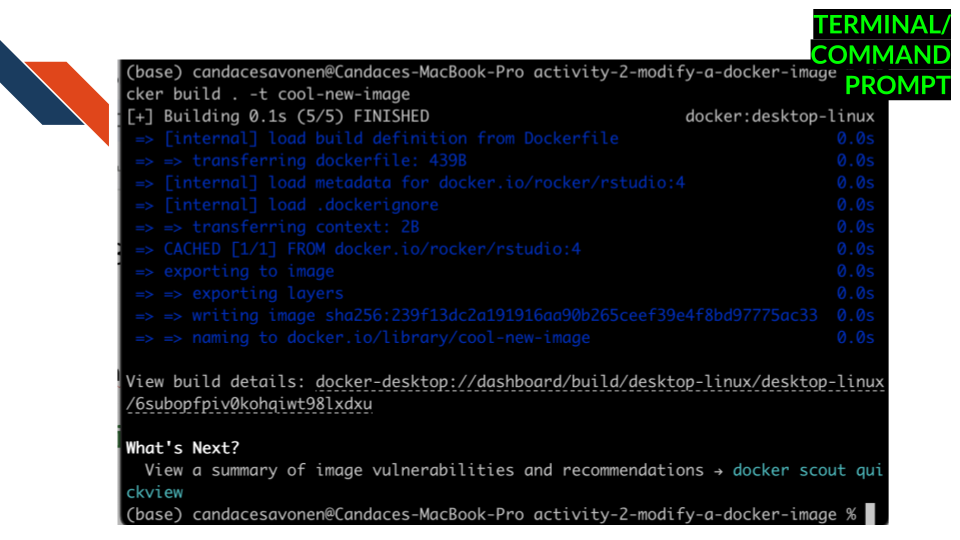 TERMINAL/
COMMAND
PROMPT
(base) candacesavonen@Candaces-MacBook-Pro activity-2-modify-a-docker-image
cker build . -t cool-new-image
[+] Building 0.1s (5/5) FINISHED docker:desktop-linux
=> [internal] load build definition from Dockerfile 0.0s
=> => transferring dockerfile: 439B 0.0s
=> [internal] load metadata for docker.io/rocker/rstudio:4 0.0s
=> [internal] load .dockerignore 0.0s
=> => transferring context: 2B 0.0s
=> CACHED [1/1] FROM docker.io/rocker/rstudio:4 0.0s
=> exporting to image 0.0s
=> => exporting layers 0.0s
=> => writing image sha256:239f13dc2a191916aa90b265ceef39e4f8bd97775ac33 0.0s
=> => naming to docker.io/library/cool-new-image 0.0s
View build details: docker-desktop://dashboard/build/desktop-linux/desktop-linux
/6subopfpiv0kohqiwt98lxdxu
What's Next?
View a summary of image vulnerabilities and recommendations → docker scout qui
ckview
(base) candacesavonen@Candaces-MacBook-Pro activity-2-modify-a-docker-image %